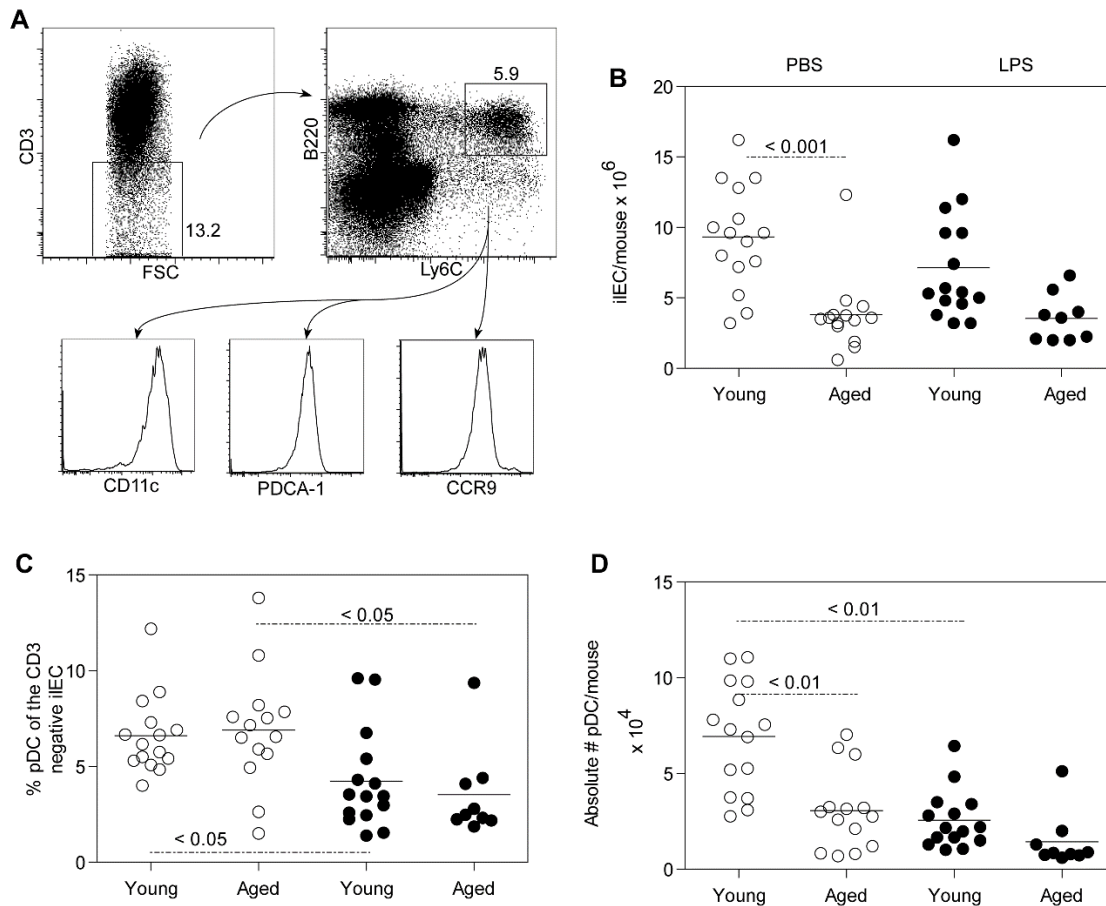 A
CD3
13.2
FSC
B220
5.9
Ly6C
CD11c
PDCA-1
CCR9
B
PBS
LPS
iIEC/mouse x 10^6
20
15
10
5
0
< 0.001
Young
Aged
Young
Aged
C
% pDC of the CD3
negative iIEC
15
10
5
0
< 0.05
< 0.05
Young
Aged
Young
Aged
D
Absolute # pDC/mouse
x 10^4
15
10
5
0
< 0.01
< 0.01
Young
Aged
Young
Aged